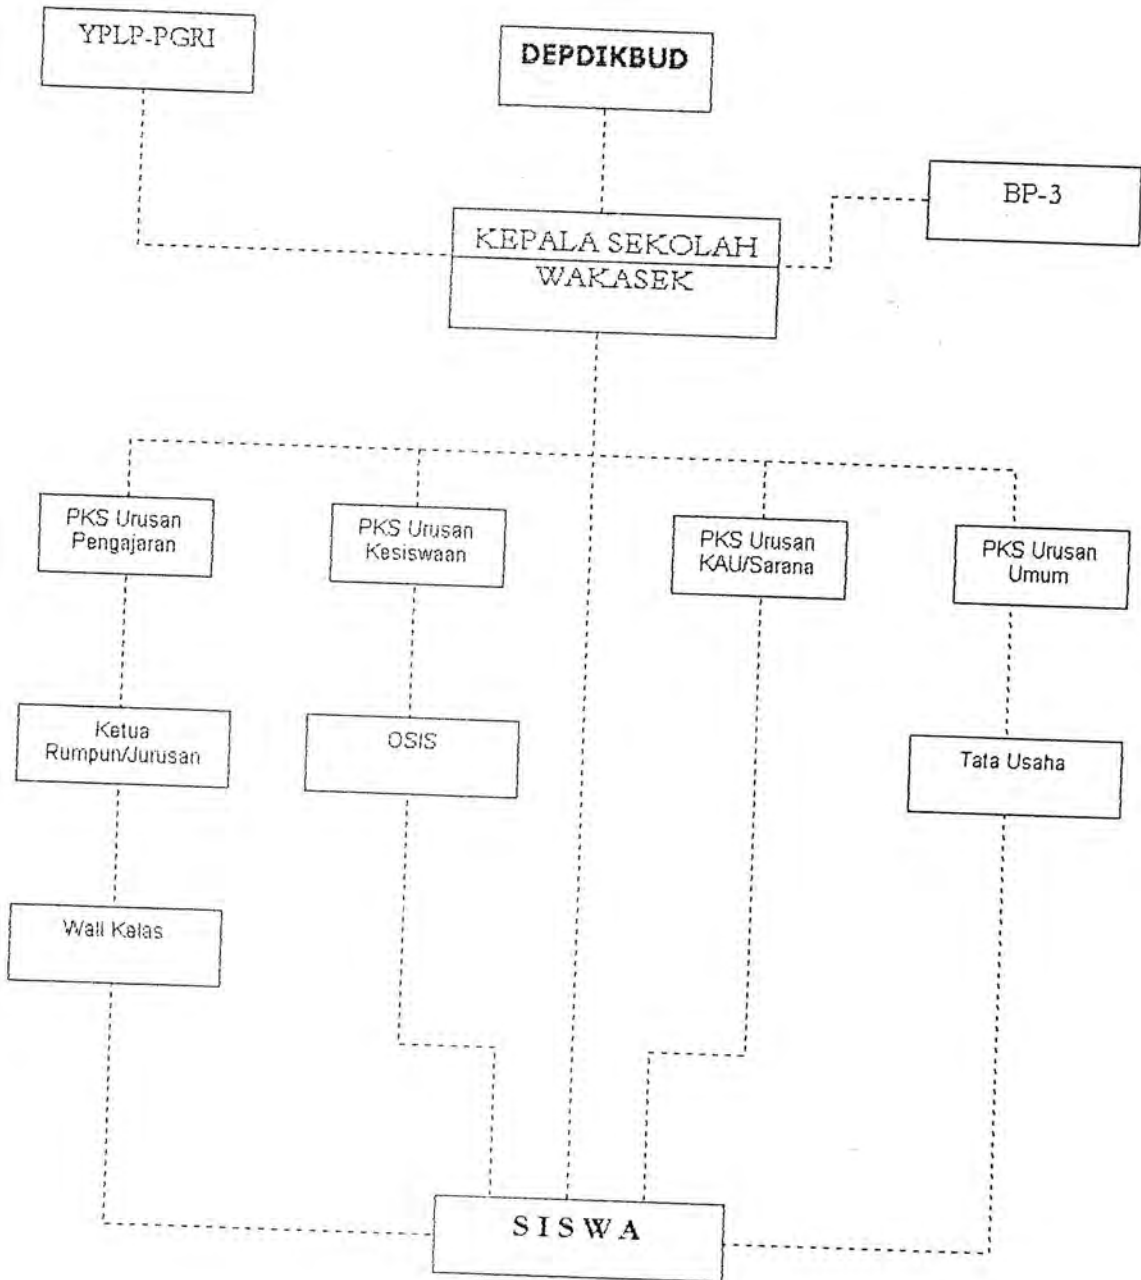 YPLP-PGRI
DEPDIKBUD
BP-3
KEPALA SEKOLAH
WAKASEK
PKS Urusan
Pengajaran
PKS Urusan
Kesiswaan
PKS Urusan
KAU/Sarana
PKS Urusan
Umum
Ketua
Rumpun/Jurusan
OSIS
Tata Usaha
Wali Kelas
S I S W A